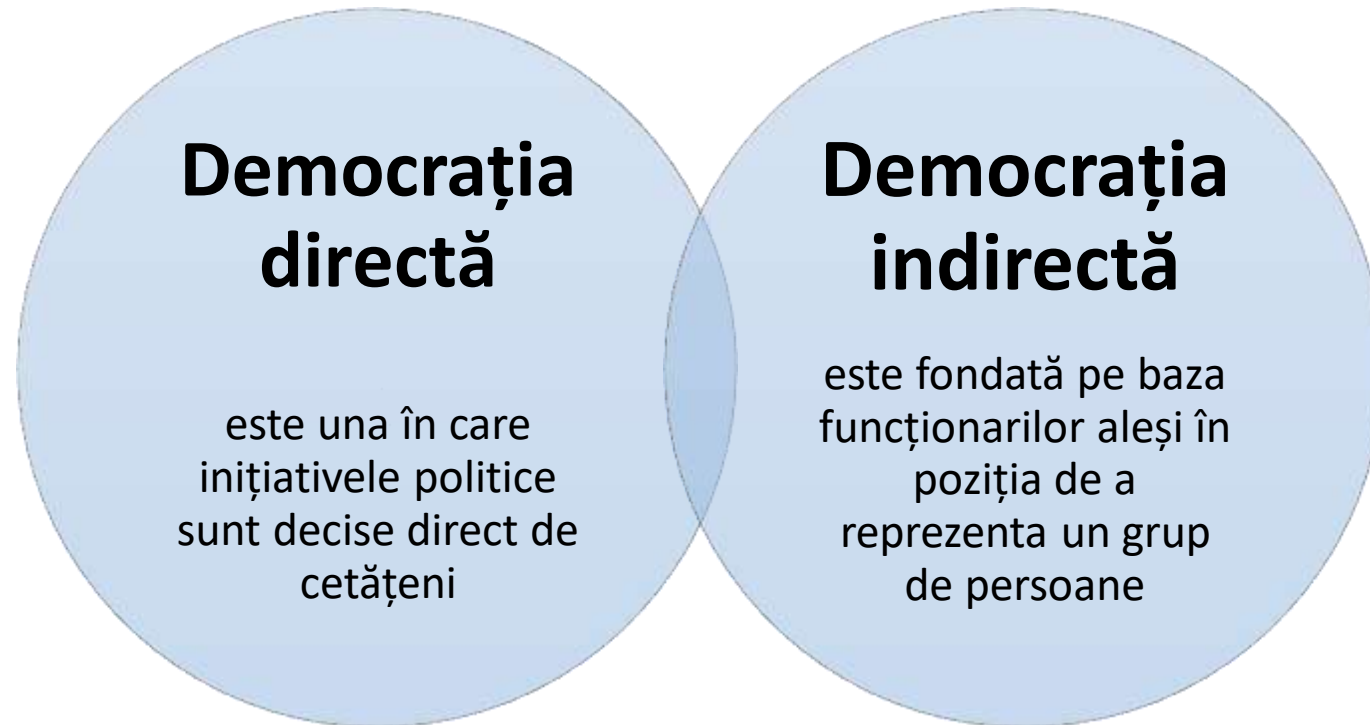 Democrația
directă
este una în care
inițiativele politice
sunt decise direct de
cetățeni
Democrația
indirectă
este fondată pe baza
funcționarilor aleși în
poziția de a
reprezenta un grup
de persoane